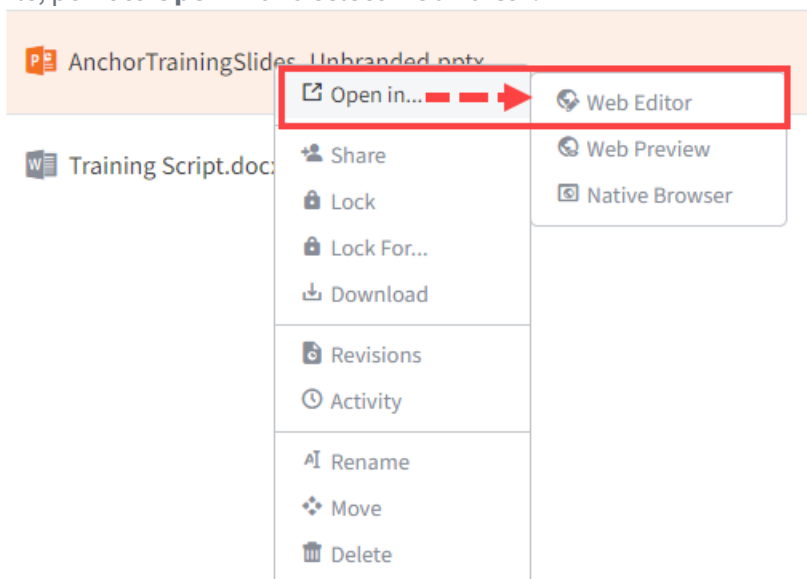 AnchorTrainingSlides_Unbranded.pptx
Open in...
Web Editor
Web Preview
Native Browser
Training Script.doc
Share
Lock
Lock For...
Download
Revisions
Activity
Rename
Move
Delete